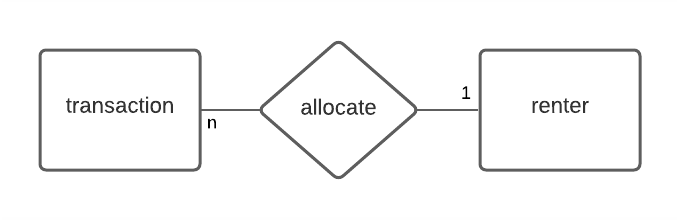 transaction
n
allocate
1
renter